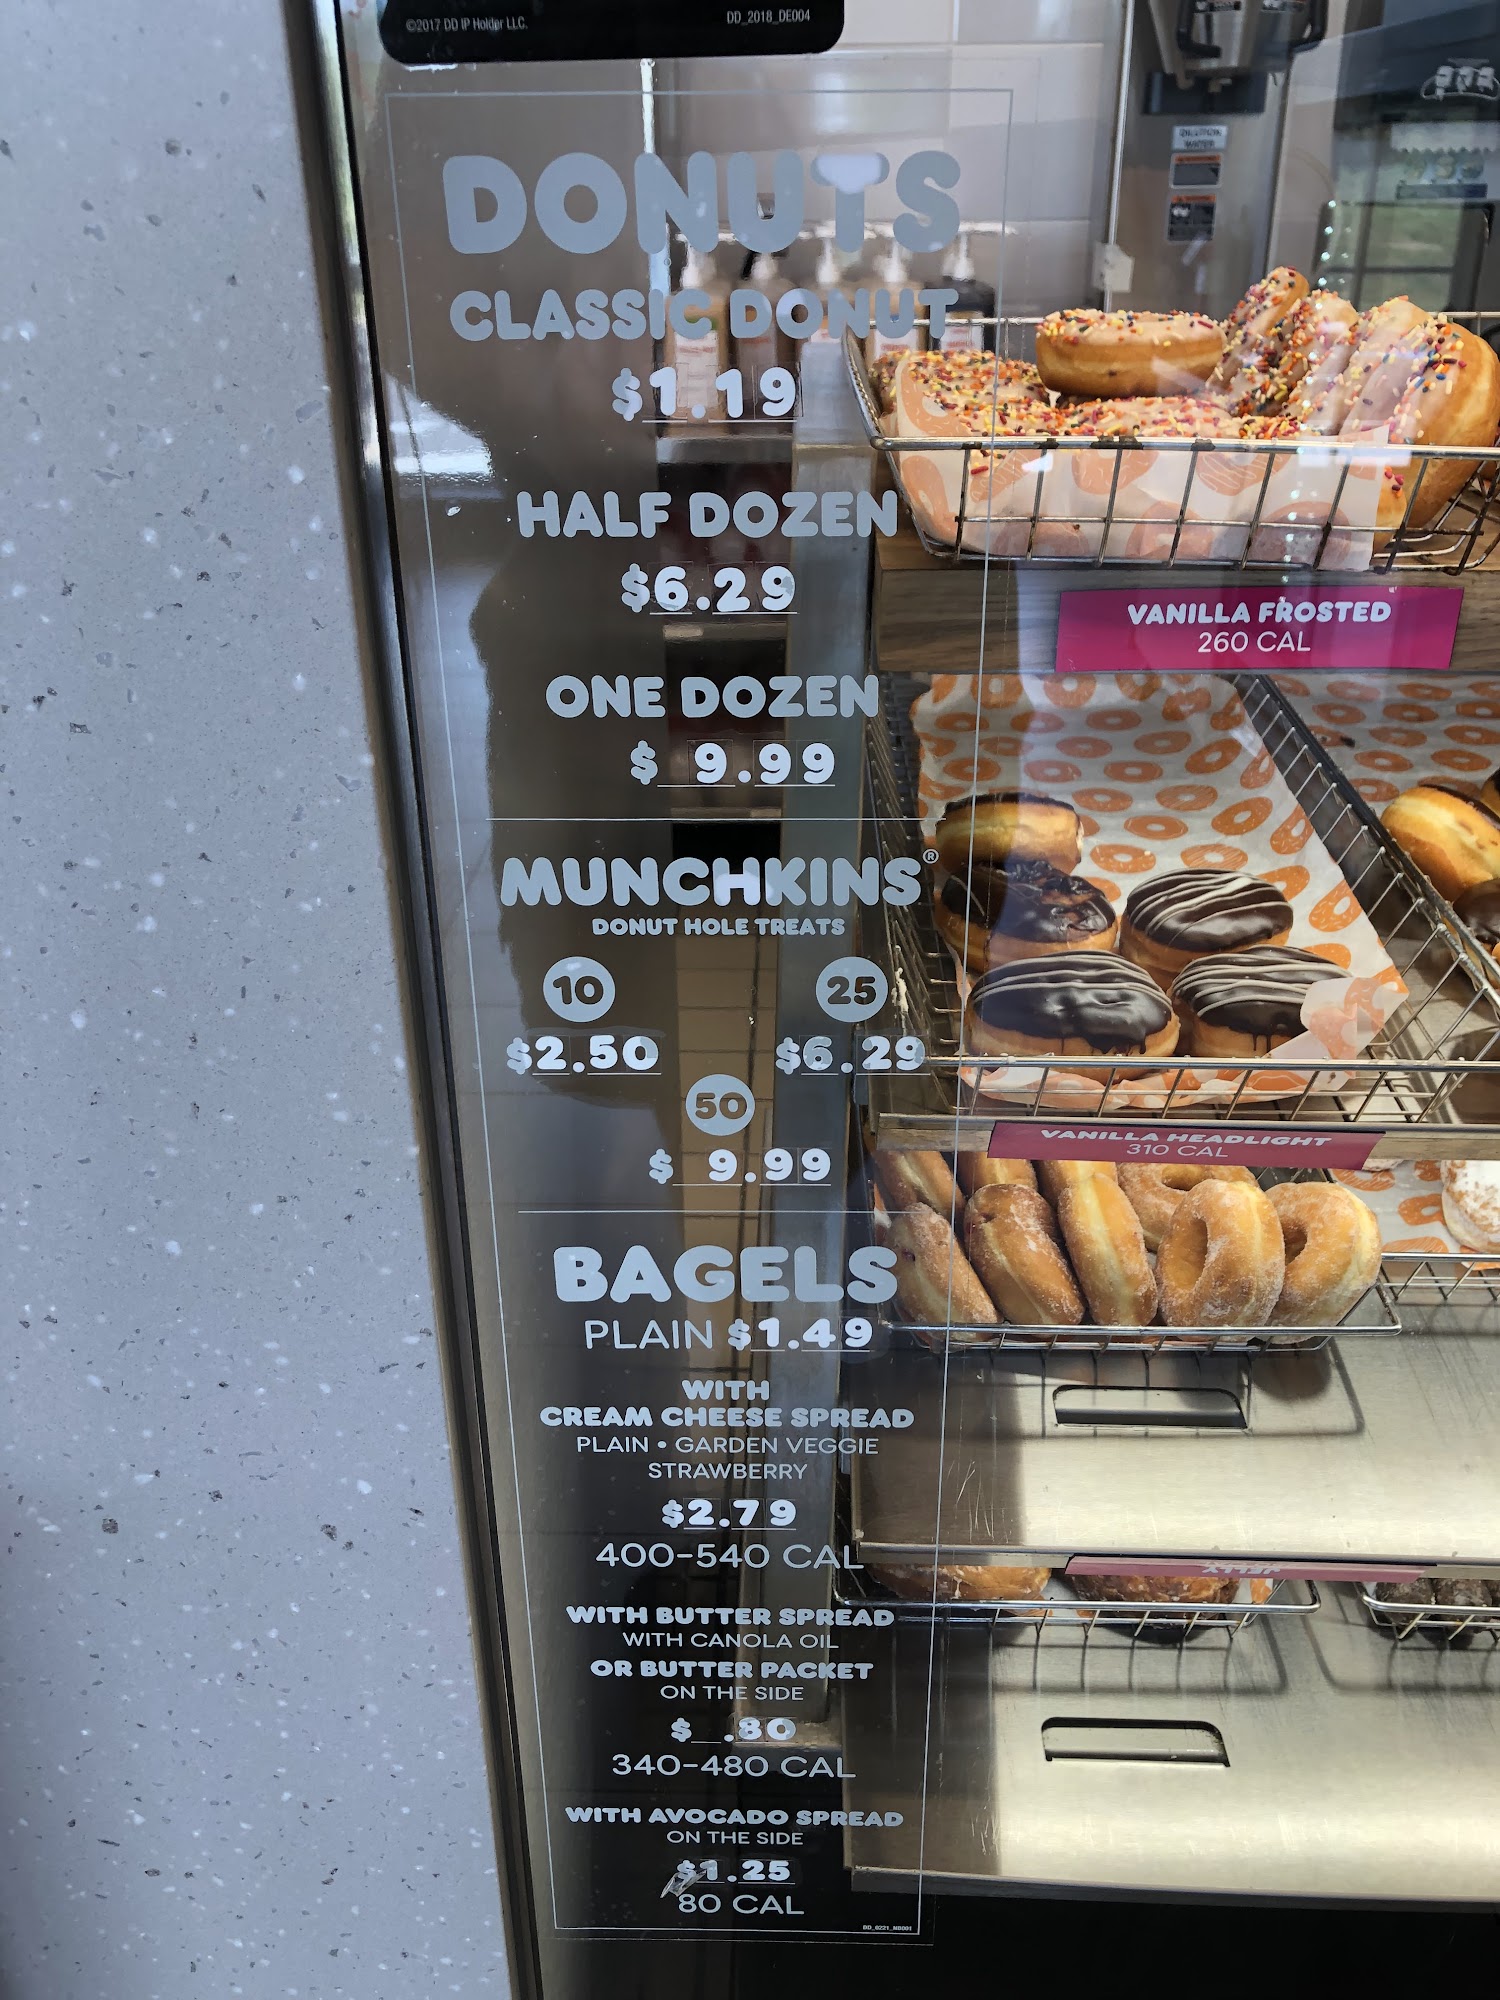 ©2017 DD IP Holder LLC.
DD_2018_DE004
DONUTS
CLASSIC DONUT
$1.19
HALF DOZEN
$6.29
ONE DOZEN
$ 9.99
MUNCHKINS®
DONUT HOLE TREATS
10 25
$2.50 $6.29
50
$ 9.99
BAGELS
PLAIN $1.49
WITH
CREAM CHEESE SPREAD
PLAIN • GARDEN VEGGIE
STRAWBERRY
$2.79
400-540 CAL
WITH BUTTER SPREAD
WITH CANOLA OIL
OR BUTTER PACKET
ON THE SIDE
$ .80
340-480 CAL
WITH AVOCADO SPREAD
ON THE SIDE
$1.25
80 CAL
DD_0221_NB001
DILUTION
WATER
VANILLA FROSTED
260 CAL
VANILLA HEADLIGHT
310 CAL
JELLY